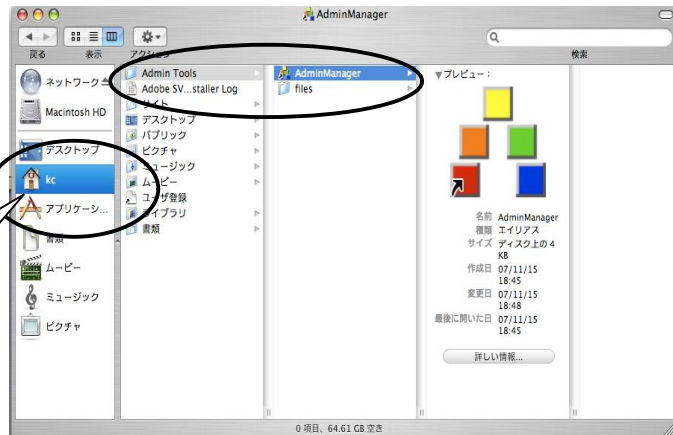 AdminManager
戻る
表示
アクション
検索
ネットワーク
Macintosh HD
デスクトップ
kc
アプリケーシ...
書類
ムービー
ミュージック
ピクチャ
Admin Tools
Adobe SV...staller Log
サイト
デスクトップ
パブリック
ピクチャ
ミュージック
ムービー
ユーザ登録
ライブラリ
書類
AdminManager
files
プレビュー：
名前 AdminManager
種類 エイリアス
サイズ ディスク上の 4
KB
作成日 07/11/15
18:45
変更日 07/11/15
18:48
最後に開いた日 07/11/15
18:45
詳しい情報...
0 項目、64.61 GB 空き